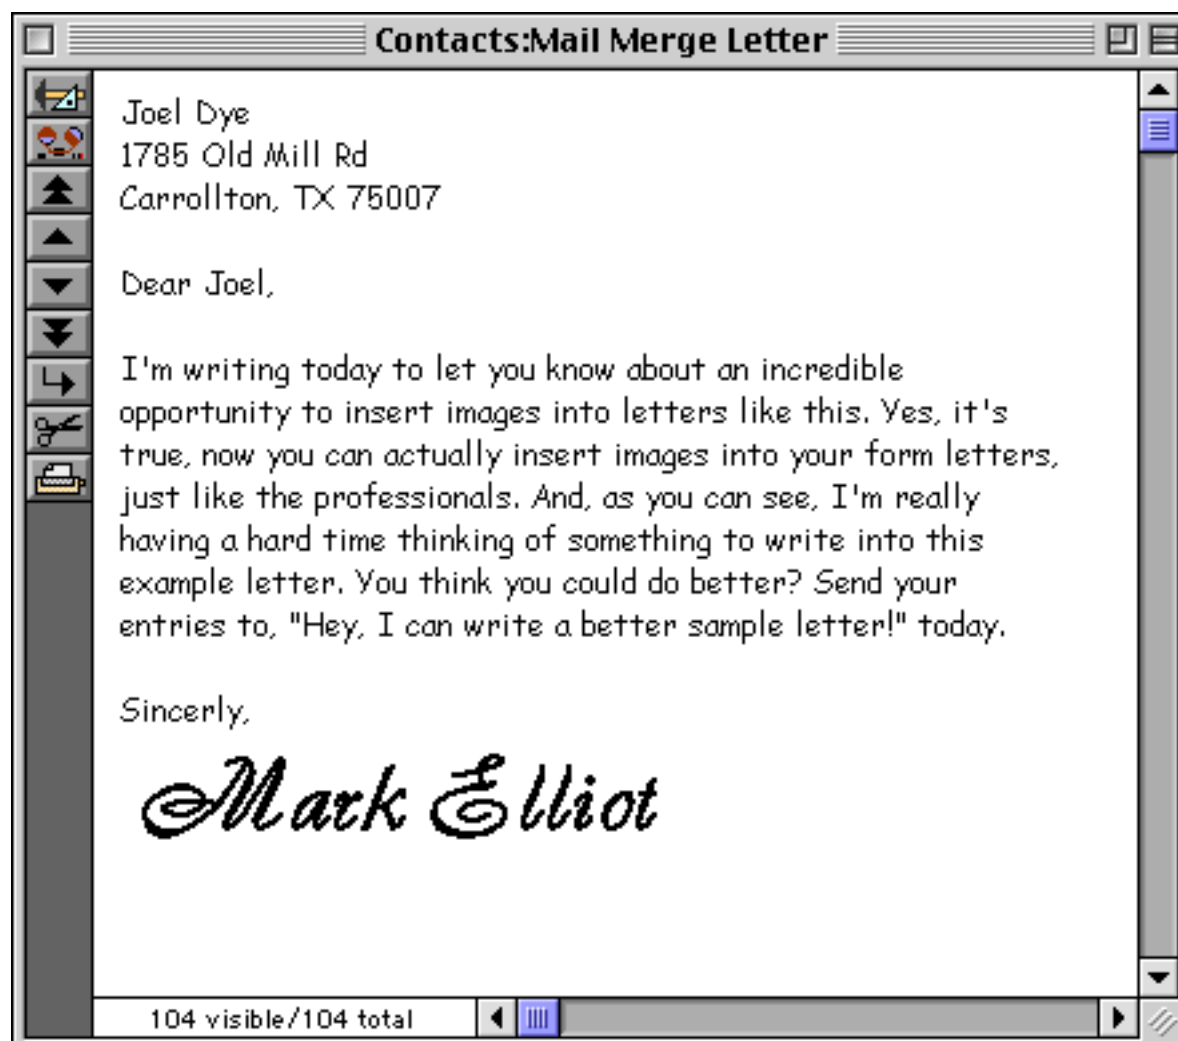 Contacts:Mail Merge Letter
Joel Dye
1785 Old Mill Rd
Carrollton, TX 75007
Dear Joel,
I'm writing today to let you know about an incredible
opportunity to insert images into letters like this. Yes, it's
true, now you can actually insert images into your form letters,
just like the professionals. And, as you can see, I'm really
having a hard time thinking of something to write into this
example letter. You think you could do better? Send your
entries to, "Hey, I can write a better sample letter!" today.
Sincerly,
Mark Elliot
104 visible/104 total